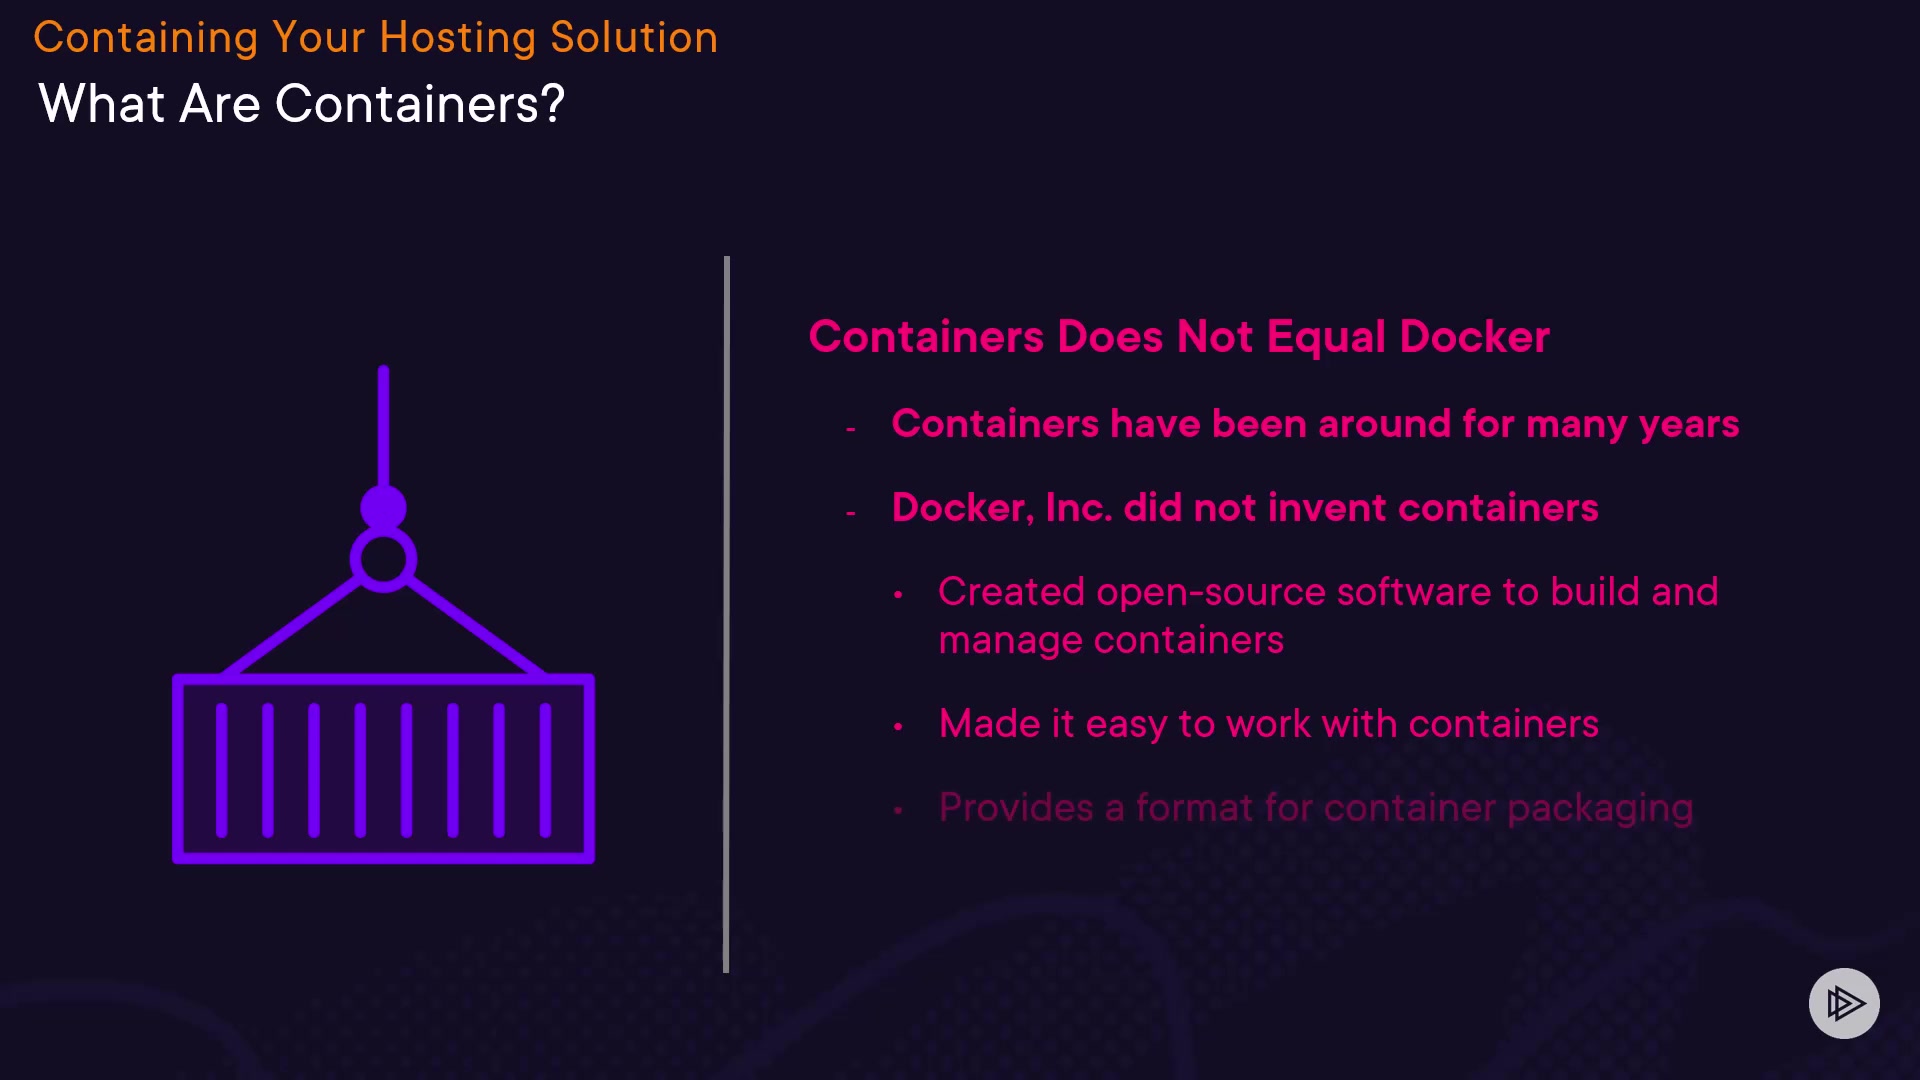 Containing Your Hosting Solution
What Are Containers?
Containers Does Not Equal Docker
- Containers have been around for many years
- Docker, Inc. did not invent containers
• Created open-source software to build and
manage containers
• Made it easy to work with containers
• Provides a format for container packaging